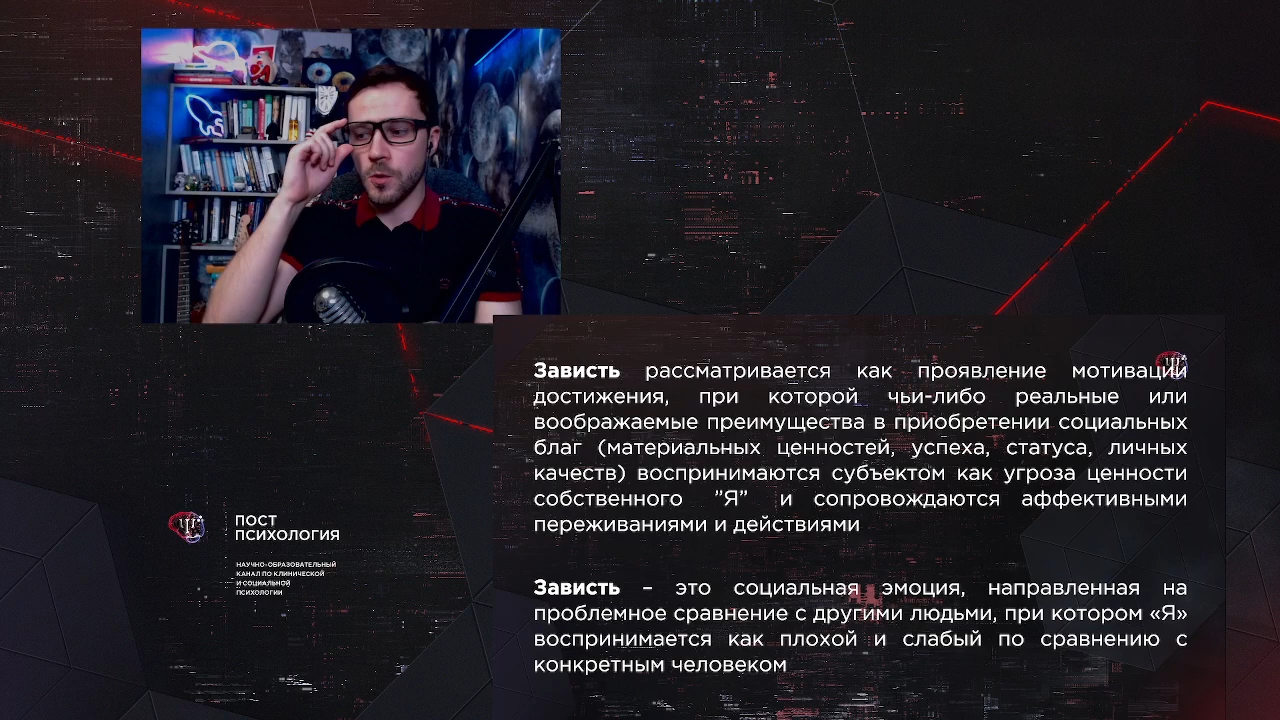 Зависть рассматривается как проявление мотиваций
достижения, при которой чьи-либо реальные или
воображаемые преимущества в приобретении социальных
благ (материальных ценностей, успеха, статуса, личных
качеств) воспринимаются субъектом как угроза ценности
собственного ”Я” и сопровождаются аффективными
переживаниями и действиями
Зависть – это социальная эмоция, направленная на
проблемное сравнение с другими людьми, при котором «Я»
воспринимается как плохой и слабый по сравнению с
конкретным человеком
ПОСТ
ПСИХОЛОГИЯ
НАУЧНО-ОБРАЗОВАТЕЛЬНЫЙ
КАНАЛ ПО КЛИНИЧЕСКОЙ
И СОЦИАЛЬНОЙ
ПСИХОЛОГИИ